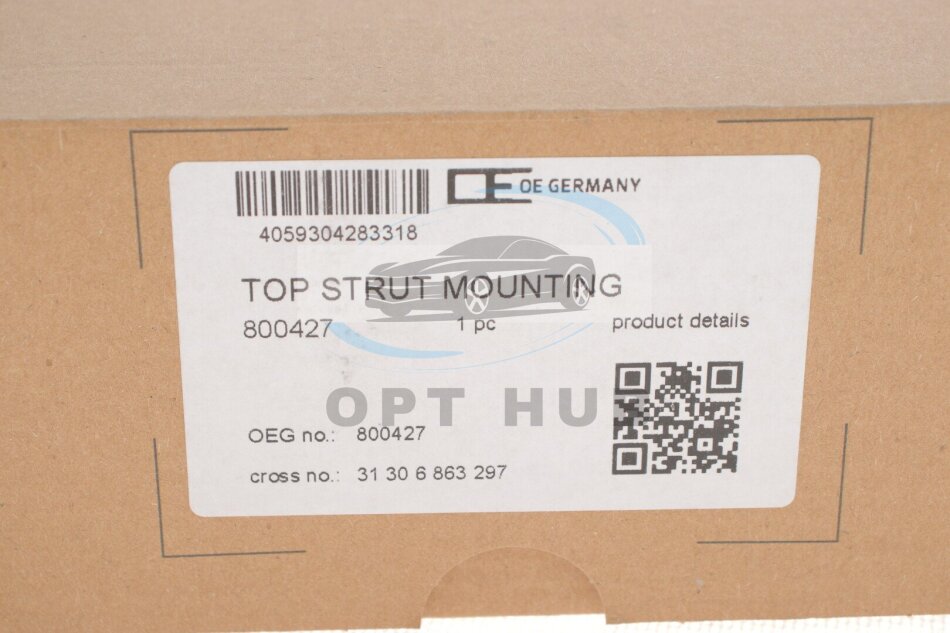 OE GERMANY
4059304283318
TOP STRUT MOUNTING
800427 1 pc product details
OPT HUB
OEG no.: 800427
cross no.: 31 30 6 863 297